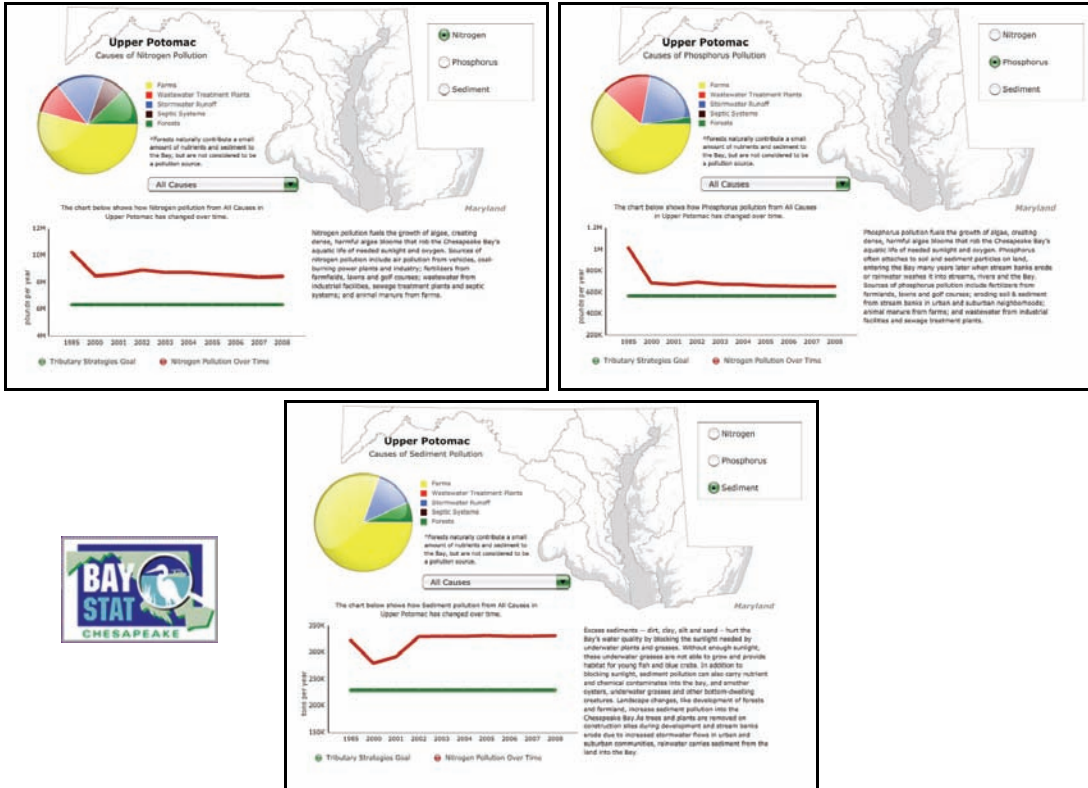 Upper Potomac
Causes of Nitrogen Pollution
Farms
Wastewater Treatment Plants
Stormwater Runoff
Septic Systems
Forests
*Forests naturally contribute a small
amount of nutrients and sediment to
the Bay, but are not considered to be
a pollution source.
Nitrogen
Phosphorus
Sediment
All Causes
Maryland
The chart below shows how Nitrogen pollution from All Causes in
Upper Potomac has changed over time.
12M
10M
8M
6M
4M
pounds per year
1985 2000 2001 2002 2003 2004 2005 2006 2007 2008
Tributary Strategies Goal
Nitrogen Pollution Over Time
Nitrogen pollution fuels the growth of algae, creating
dense, harmful algae blooms that rob the Chesapeake Bay's
aquatic life of needed sunlight and oxygen. Sources of
nitrogen pollution include air pollution from vehicles, coal-
burning power plants and industry; fertilizers from
farmfields, lawns and golf courses; wastewater from
industrial facilities, sewage treatment plants and septic
systems; and animal manure from farms.
Upper Potomac
Causes of Phosphorus Pollution
Farms
Wastewater Treatment Plants
Stormwater Runoff
Septic Systems
Forests
*Forests naturally contribute a small
amount of nutrients and sediment to
the Bay, but are not considered to be
a pollution source.
Nitrogen
Phosphorus
Sediment
All Causes
Maryland
The chart below shows how Phosphorus pollution from All Causes
in Upper Potomac has changed over time.
1.2M
1M
800K
600K
400K
200K
pounds per year
1985 2000 2001 2002 2003 2004 2005 2006 2007 2008
Tributary Strategies Goal
Nitrogen Pollution Over Time
Phosphorus pollution fuels the growth of algae, creating
dense, harmful algae blooms that rob the Chesapeake Bay's
aquatic life of needed sunlight and oxygen. Phosphorus
often attaches to soil and sediment particles on land,
entering the Bay many years later when stream banks erode
or rainwater washes it into streams, rivers and the Bay.
Sources of phosphorus pollution include fertilizers from
farmlands, lawns and golf courses; eroding soil & sediment
from stream banks in urban and suburban neighborhoods;
animal manure from farms; and wastewater from industrial
facilities and sewage treatment plants.
BAY
STAT
CHESAPEAKE
Upper Potomac
Causes of Sediment Pollution
Farms
Wastewater Treatment Plants
Stormwater Runoff
Septic Systems
Forests
*Forests naturally contribute a small
amount of nutrients and sediment to
the Bay, but are not considered to be
a pollution source.
Nitrogen
Phosphorus
Sediment
All Causes
Maryland
The chart below shows how Sediment pollution from All Causes in
Upper Potomac has changed over time.
350K
300K
250K
200K
150K
tons per year
1985 2000 2001 2002 2003 2004 2005 2006 2007 2008
Tributary Strategies Goal
Nitrogen Pollution Over Time
Excess sediments -- dirt, clay, silt and sand -- hurt the
Bay's water quality by blocking the sunlight needed by
underwater plants and grasses. Without enough sunlight,
these underwater grasses are not able to grow and provide
habitat for young fish and blue crabs. In addition to
blocking sunlight, sediment pollution can also carry nutrient
and chemical contaminates into the bay, and smother
oysters, underwater grasses and other bottom-dwelling
creatures. Landscape changes, like development of forests
and farmland, increase sediment pollution into the
Chesapeake Bay.As trees and plants are removed on
construction sites during development and stream banks
erode due to increased stormwater flows in urban and
suburban communities, rainwater carries sediment from the
land into the Bay.